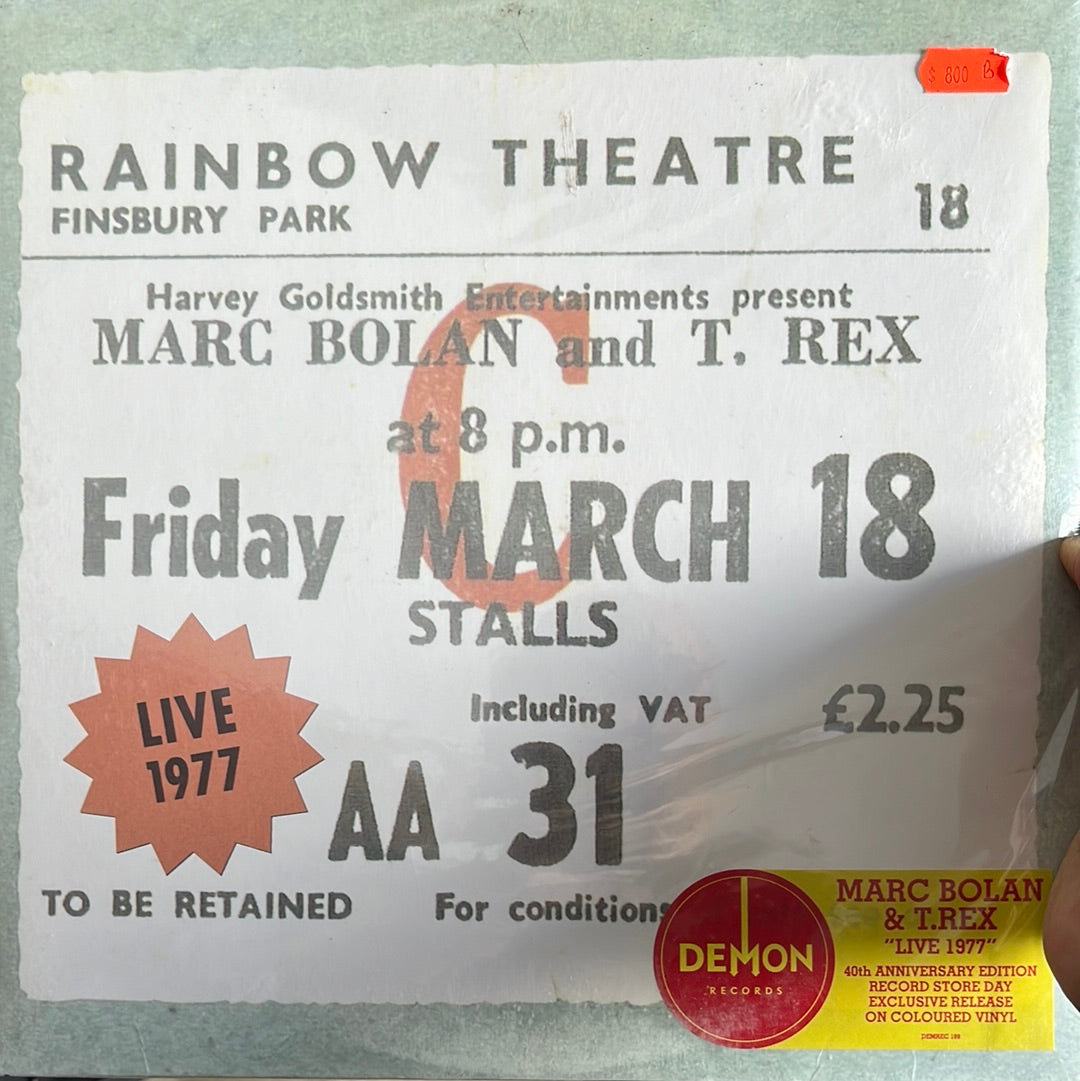 $ 800 B
RAINBOW THEATRE
FINSBURY PARK
18
Harvey Goldsmith Entertainments present
MARC BOLAN and T. REX
C
at 8 p.m.
Friday MARCH 18
STALLS
LIVE
1977
Including VAT £2.25
AA 31
TO BE RETAINED For conditions
DEMON
RECORDS
MARC BOLAN
& T.REX
"LIVE 1977"
40th ANNIVERSARY EDITION
RECORD STORE DAY
EXCLUSIVE RELEASE
ON COLOURED VINYL